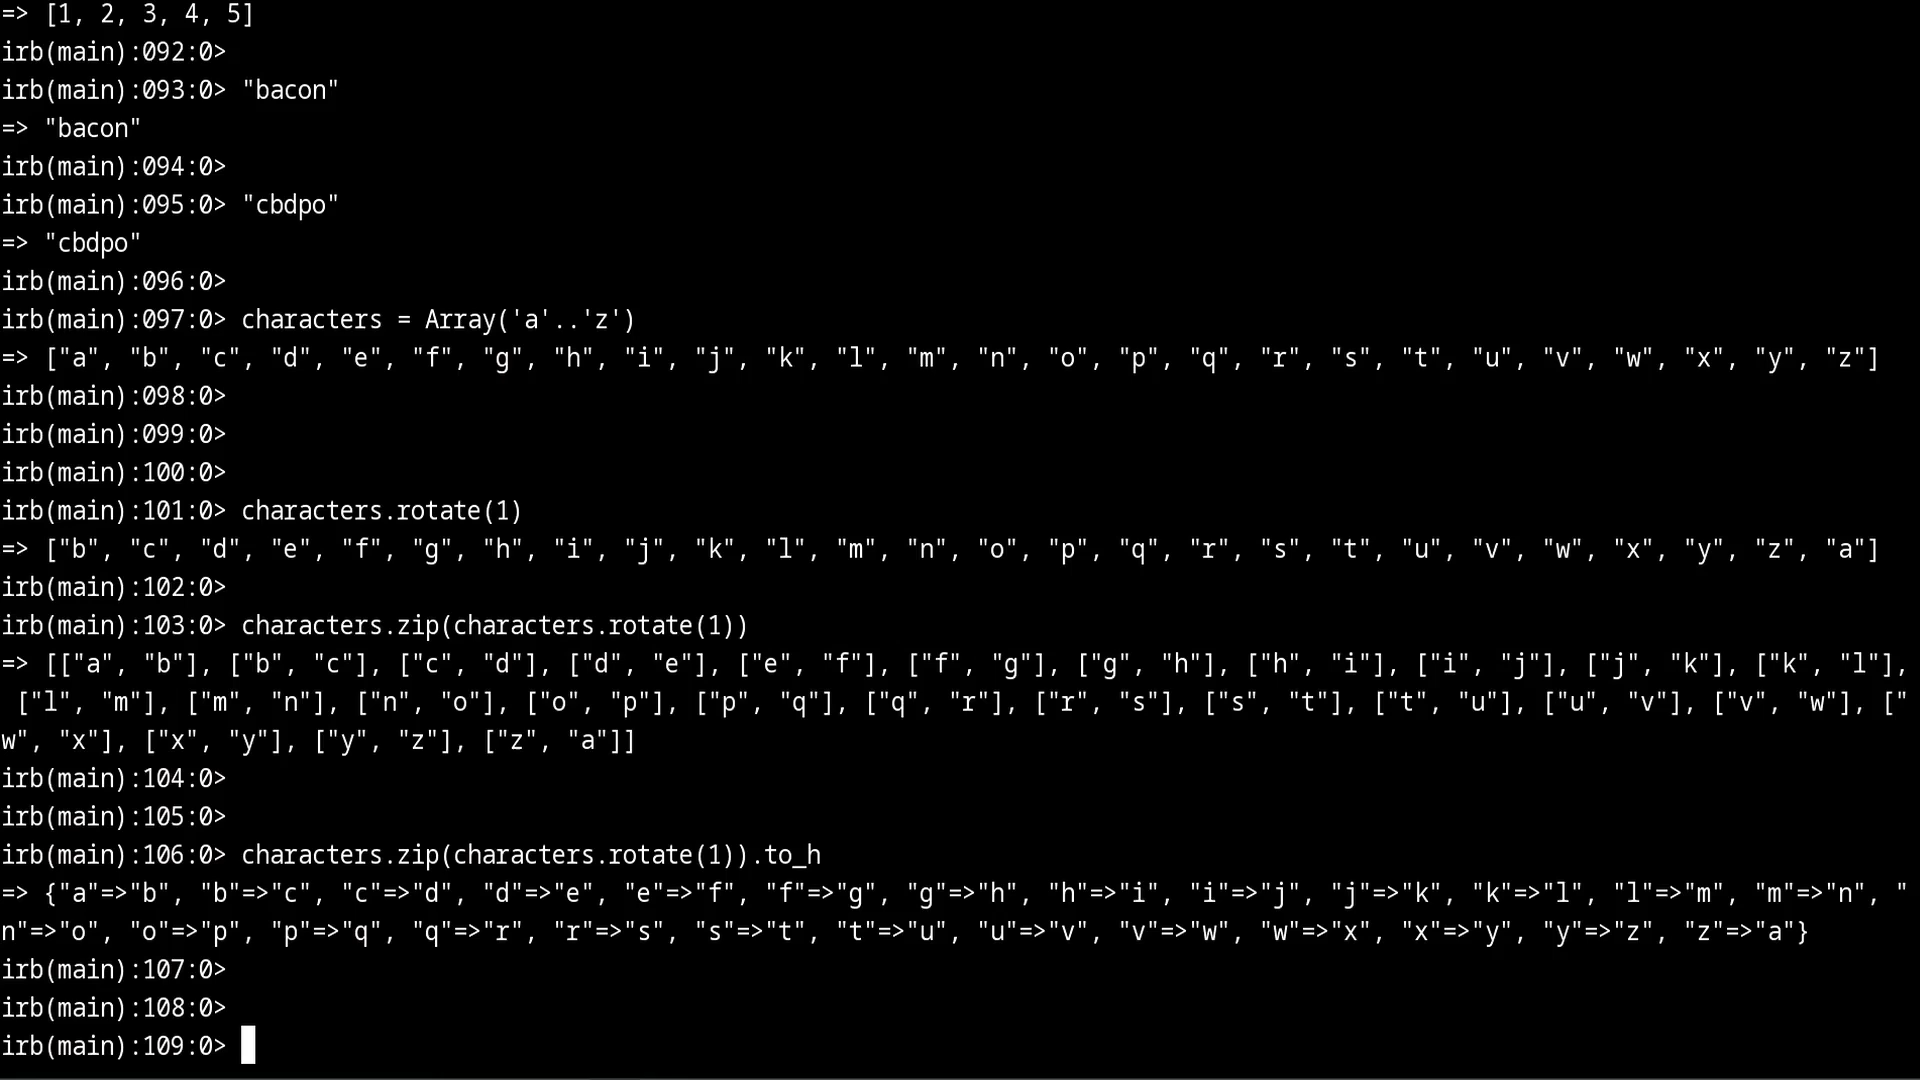 => [1, 2, 3, 4, 5]
irb(main):092:0>
irb(main):093:0> "bacon"
=> "bacon"
irb(main):094:0>
irb(main):095:0> "cbdpo"
=> "cbdpo"
irb(main):096:0>
irb(main):097:0> characters = Array('a'..'z')
=> ["a", "b", "c", "d", "e", "f", "g", "h", "i", "j", "k", "l", "m", "n", "o", "p", "q", "r", "s", "t", "u", "v", "w", "x", "y", "z"]
irb(main):098:0>
irb(main):099:0>
irb(main):100:0>
irb(main):101:0> characters.rotate(1)
=> ["b", "c", "d", "e", "f", "g", "h", "i", "j", "k", "l", "m", "n", "o", "p", "q", "r", "s", "t", "u", "v", "w", "x", "y", "z", "a"]
irb(main):102:0>
irb(main):103:0> characters.zip(characters.rotate(1))
=> [["a", "b"], ["b", "c"], ["c", "d"], ["d", "e"], ["e", "f"], ["f", "g"], ["g", "h"], ["h", "i"], ["i", "j"], ["j", "k"], ["k", "l"],
 ["l", "m"], ["m", "n"], ["n", "o"], ["o", "p"], ["p", "q"], ["q", "r"], ["r", "s"], ["s", "t"], ["t", "u"], ["u", "v"], ["v", "w"], ["
w", "x"], ["x", "y"], ["y", "z"], ["z", "a"]]
irb(main):104:0>
irb(main):105:0>
irb(main):106:0> characters.zip(characters.rotate(1)).to_h
=> {"a"=>"b", "b"=>"c", "c"=>"d", "d"=>"e", "e"=>"f", "f"=>"g", "g"=>"h", "h"=>"i", "i"=>"j", "j"=>"k", "k"=>"l", "l"=>"m", "m"=>"n", "
n"=>"o", "o"=>"p", "p"=>"q", "q"=>"r", "r"=>"s", "s"=>"t", "t"=>"u", "u"=>"v", "v"=>"w", "w"=>"x", "x"=>"y", "y"=>"z", "z"=>"a"}
irb(main):107:0>
irb(main):108:0>
irb(main):109:0>